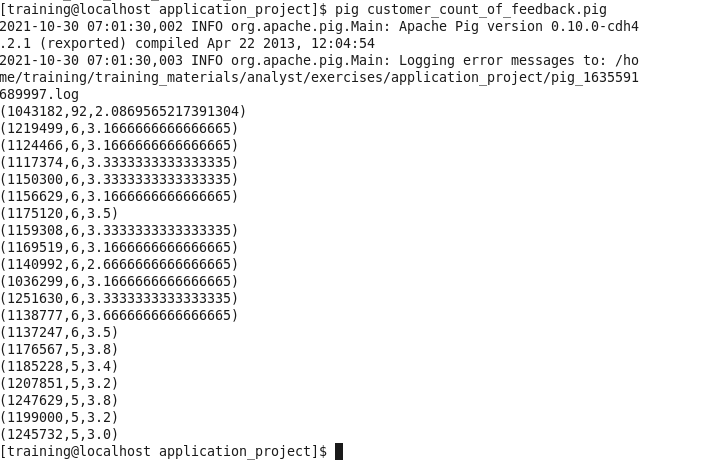 [training@localhost application_project]$ pig customer_count_of_feedback.pig
2021-10-30 07:01:30,002 INFO org.apache.pig.Main: Apache Pig version 0.10.0-cdh4
.2.1 (rexported) compiled Apr 22 2013, 12:04:54
2021-10-30 07:01:30,003 INFO org.apache.pig.Main: Logging error messages to: /ho
me/training/training_materials/analyst/exercises/application_project/pig_1635591
689997.log
(1043182,92,2.0869565217391304)
(1219499,6,3.1666666666666665)
(1124466,6,3.1666666666666665)
(1117374,6,3.3333333333333335)
(1150300,6,3.3333333333333335)
(1156629,6,3.1666666666666665)
(1175120,6,3.5)
(1159308,6,3.3333333333333335)
(1169519,6,3.1666666666666665)
(1140992,6,2.6666666666666665)
(1036299,6,3.1666666666666665)
(1251630,6,3.3333333333333335)
(1138777,6,3.6666666666666665)
(1137247,6,3.5)
(1176567,5,3.8)
(1185228,5,3.4)
(1207851,5,3.2)
(1247629,5,3.8)
(1199000,5,3.2)
(1245732,5,3.0)
[training@localhost application_project]$